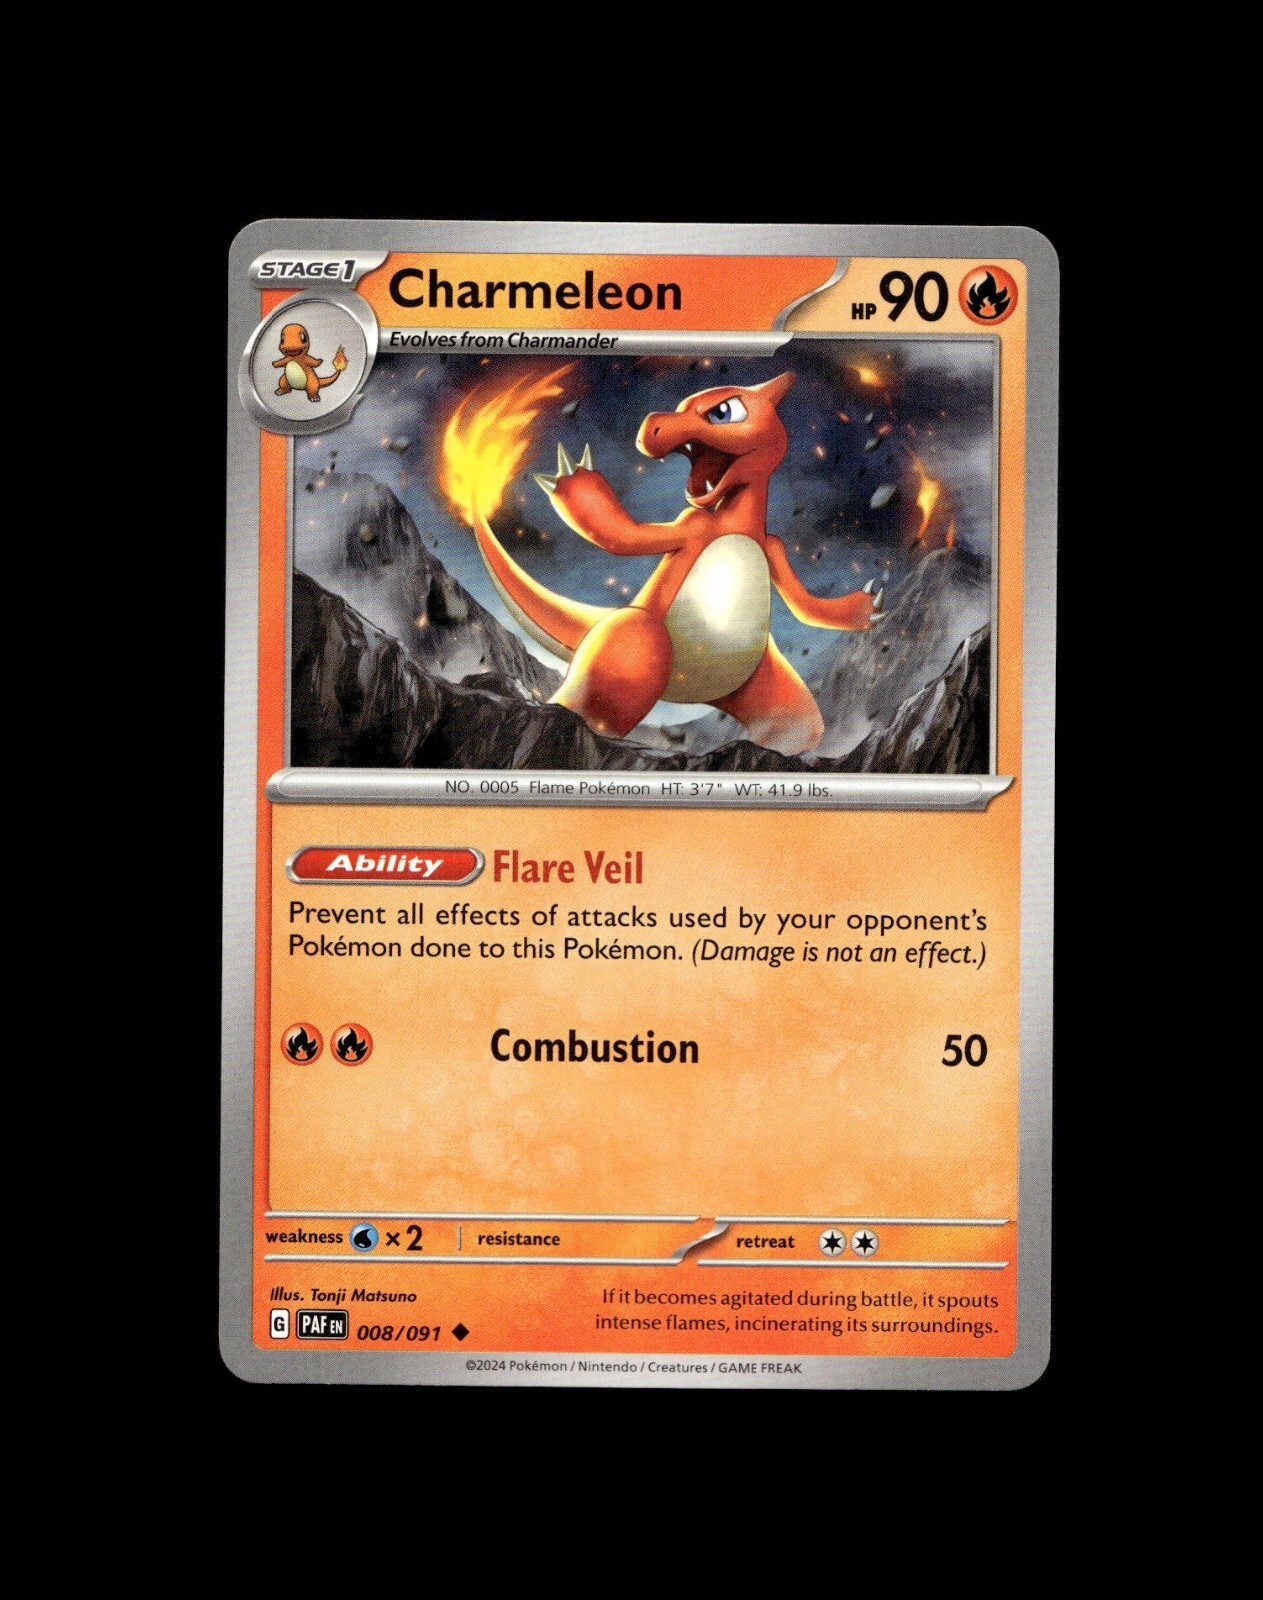 STAGE1
Charmeleon
HP 90
Evolves from Charmander
NO. 0005 Flame Pokémon HT: 3'7" WT: 41.9 lbs.
Ability Flare Veil
Prevent all effects of attacks used by your opponent's
Pokémon done to this Pokémon. (Damage is not an effect.)
Combustion 50
weakness ×2 resistance retreat
Illus. Tonji Matsuno
If it becomes agitated during battle, it spouts
intense flames, incinerating its surroundings.
G PAF EN 008/091
©2024 Pokémon / Nintendo / Creatures / GAME FREAK